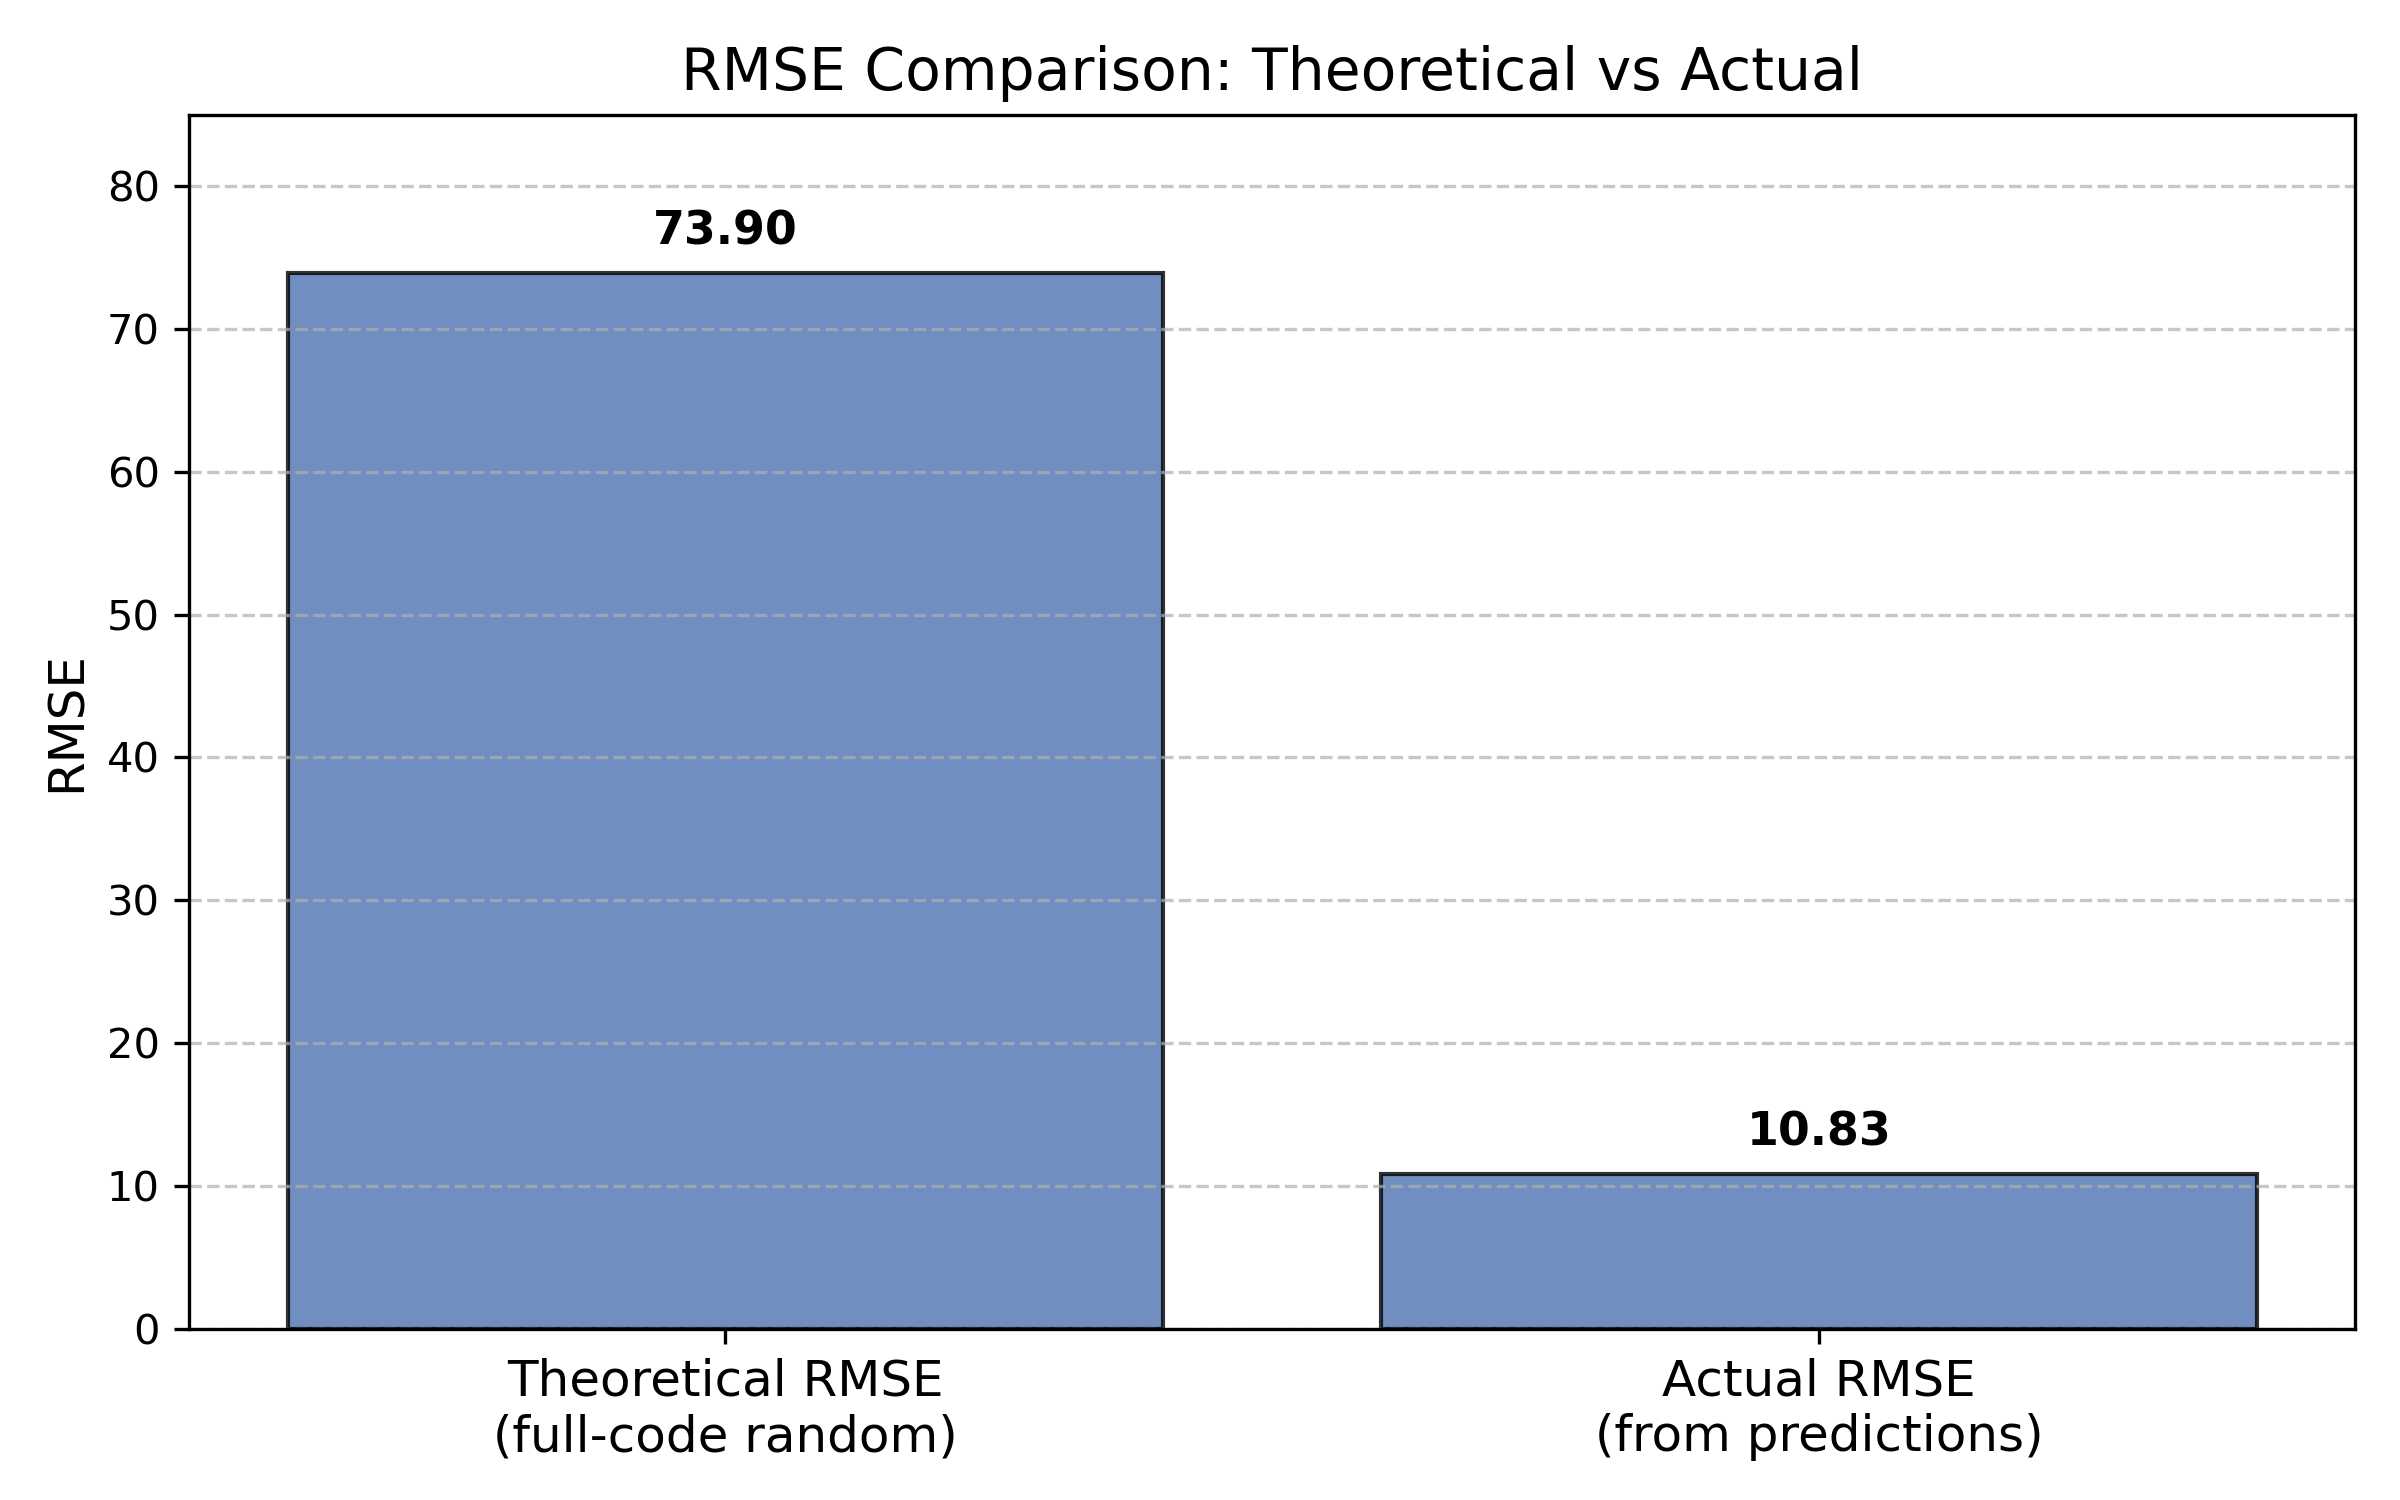 RMSE Comparison: Theoretical vs Actual
RMSE
80
70
60
50
40
30
20
10
0
73.90
10.83
Theoretical RMSE
(full-code random)
Actual RMSE
(from predictions)